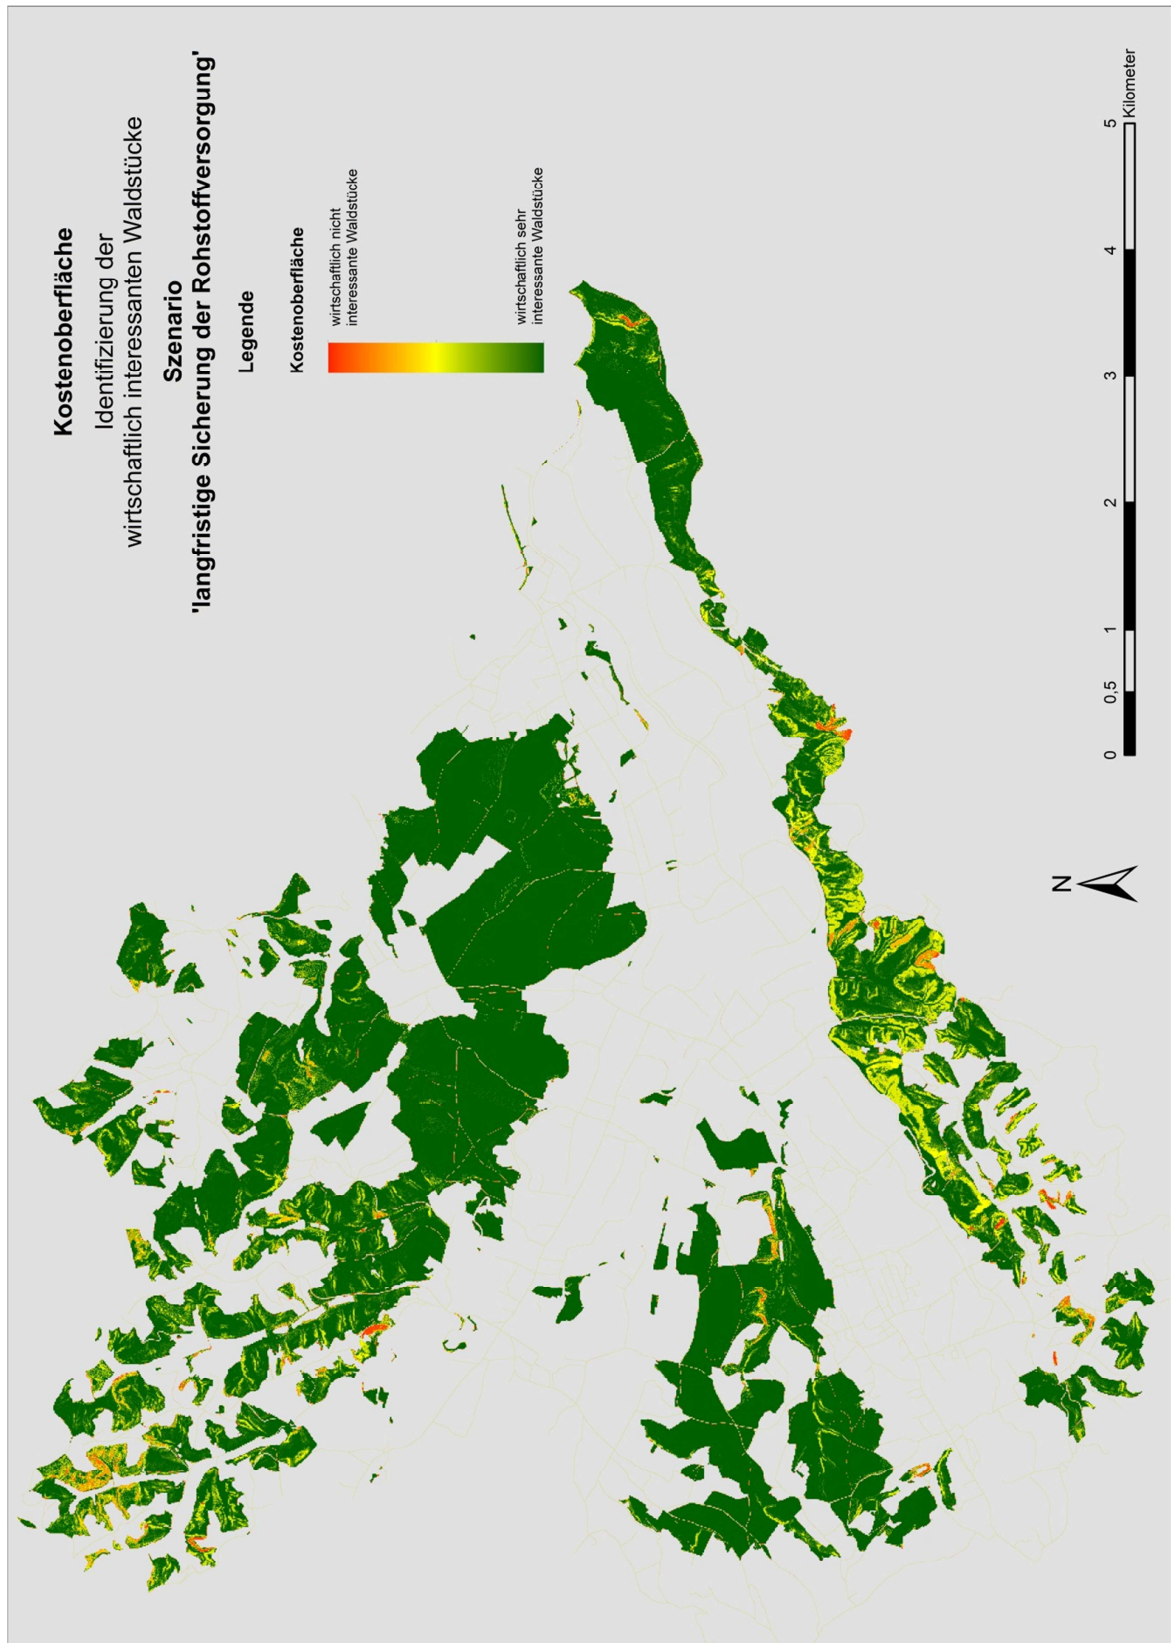 Kostenoberfläche
Identifizierung der
wirtschaftlich interessanten Waldstücke
Szenario
'langfristige Sicherung der Rohstoffversorgung'
Legende
Kostenoberfläche
wirtschaftlich nicht
interessante Waldstücke
wirtschaftlich sehr
interessante Waldstücke
N
0 0,5 1 2 3 4 5
Kilometer